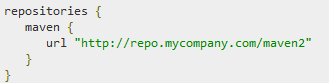 repositories {
    maven {
        url "http://repo.mycompany.com/maven2"
    }
}